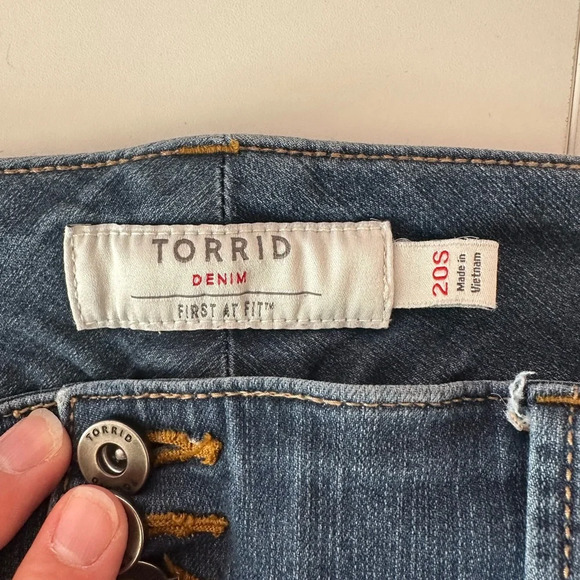 TORRID
DENIM
FIRST AT FIT™
20S
Made in
Vietnam
TORRID